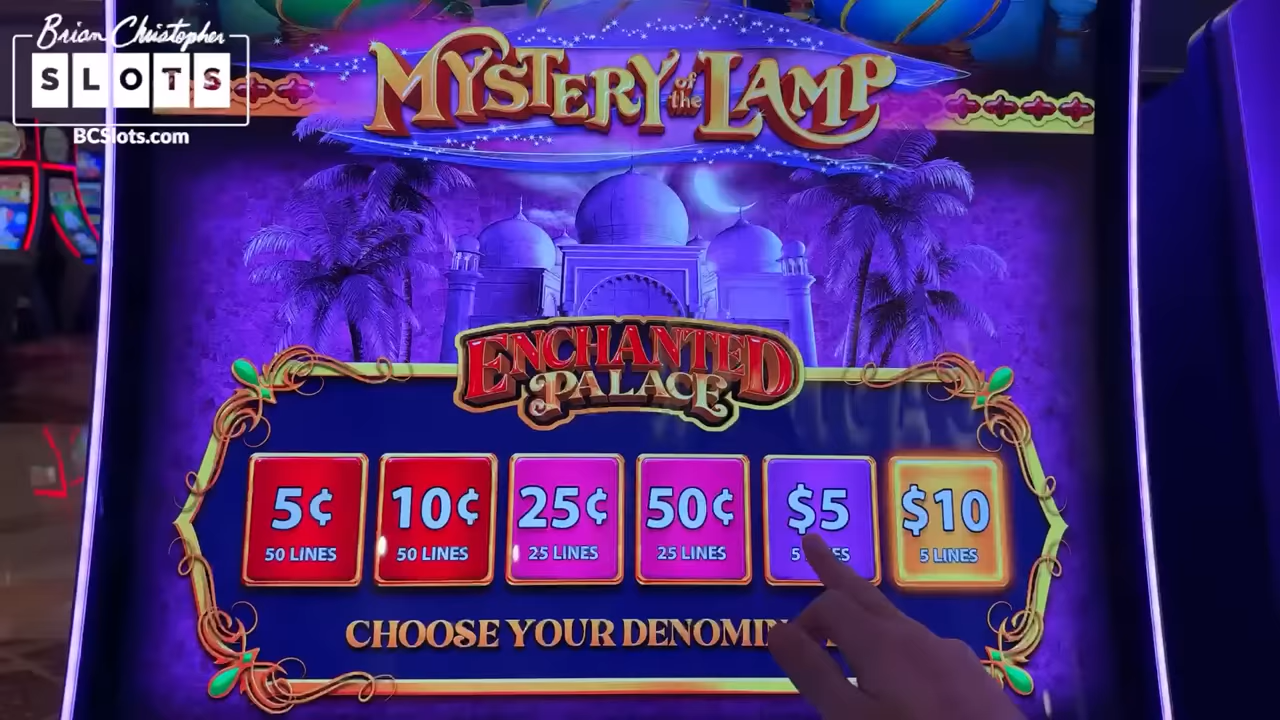 Brian Christopher
SLOTS
BCSlots.com
MYSTERY of the LAMP
ENCHANTED
PALACE
5¢ 10¢ 25¢ 50¢ $5 $10
50 LINES 50 LINES 25 LINES 25 LINES 5 5 LINES
CHOOSE YOUR